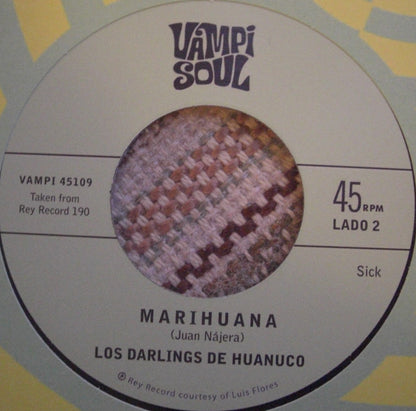 VAMPI
SOUL
VAMPI 45109
Taken from
Rey Record 190
45 RPM
LADO 2
Sick
MARIHUANA
(Juan Nájera)
LOS DARLINGS DE HUANUCO
℗ Rey Record courtesy of Luis Flores